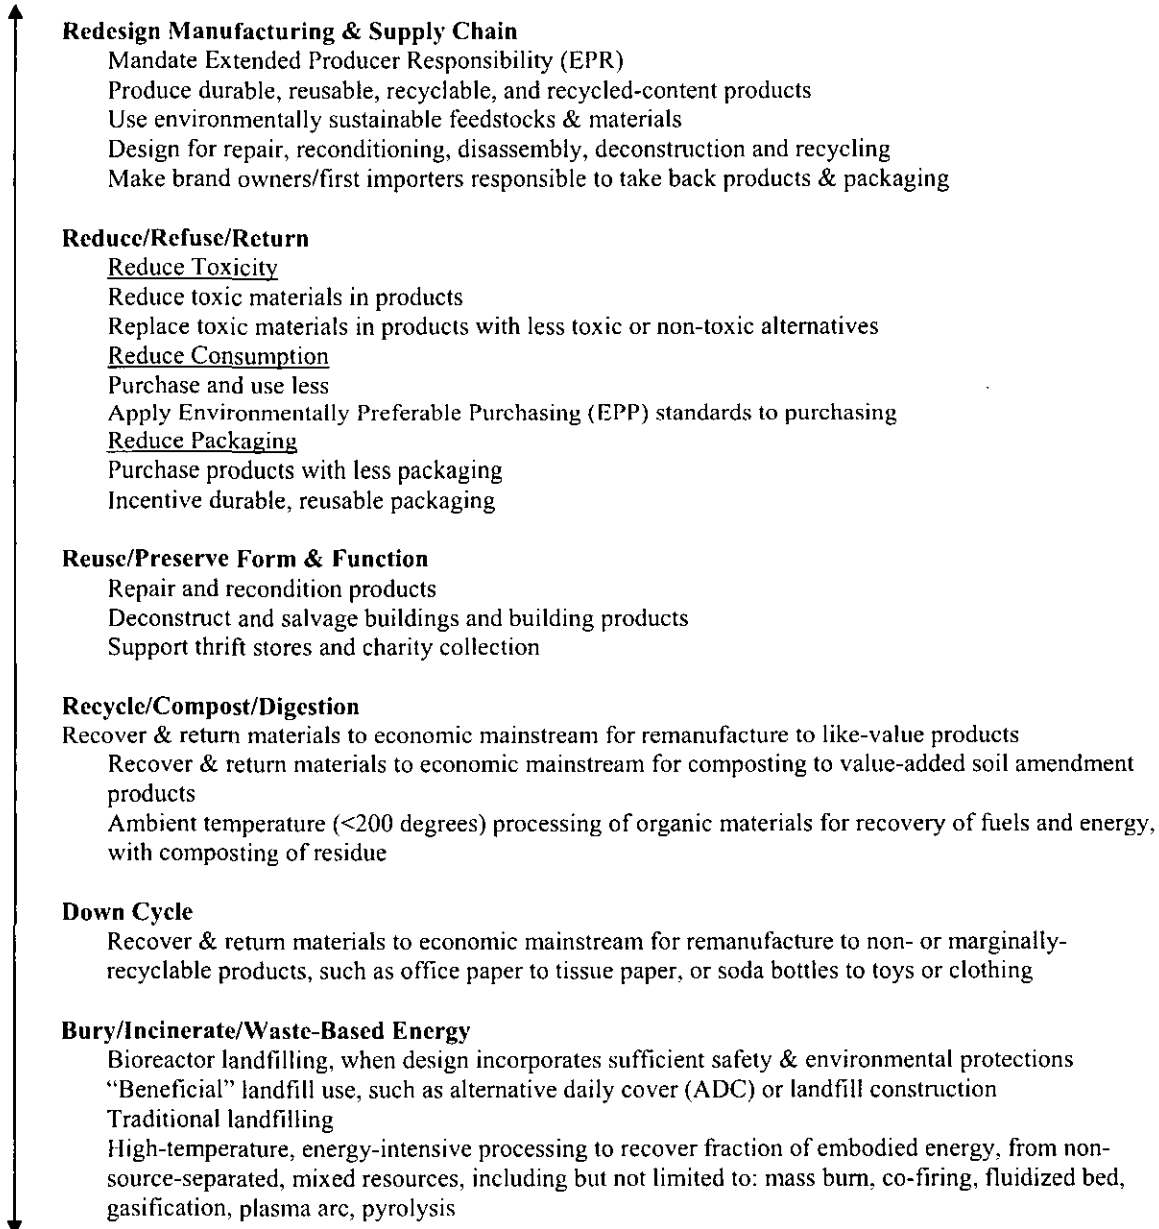 Redesign Manufacturing & Supply Chain
Mandate Extended Producer Responsibility (EPR)
Produce durable, reusable, recyclable, and recycled-content products
Use environmentally sustainable feedstocks & materials
Design for repair, reconditioning, disassembly, deconstruction and recycling
Make brand owners/first importers responsible to take back products & packaging
Reduce/Refuse/Return
Reduce Toxicity
Reduce toxic materials in products
Replace toxic materials in products with less toxic or non-toxic alternatives
Reduce Consumption
Purchase and use less
Apply Environmentally Preferable Purchasing (EPP) standards to purchasing
Reduce Packaging
Purchase products with less packaging
Incentive durable, reusable packaging
Reuse/Preserve Form & Function
Repair and recondition products
Deconstruct and salvage buildings and building products
Support thrift stores and charity collection
Recycle/Compost/Digestion
Recover & return materials to economic mainstream for remanufacture to like-value products
Recover & return materials to economic mainstream for composting to value-added soil amendment
products
Ambient temperature (<200 degrees) processing of organic materials for recovery of fuels and energy,
with composting of residue
Down Cycle
Recover & return materials to economic mainstream for remanufacture to non- or marginally-
recyclable products, such as office paper to tissue paper, or soda bottles to toys or clothing
Bury/Incinerate/Waste-Based Energy
Bioreactor landfilling, when design incorporates sufficient safety & environmental protections
“Beneficial” landfill use, such as alternative daily cover (ADC) or landfill construction
Traditional landfilling
High-temperature, energy-intensive processing to recover fraction of embodied energy, from non-
source-separated, mixed resources, including but not limited to: mass burn, co-firing, fluidized bed,
gasification, plasma arc, pyrolysis